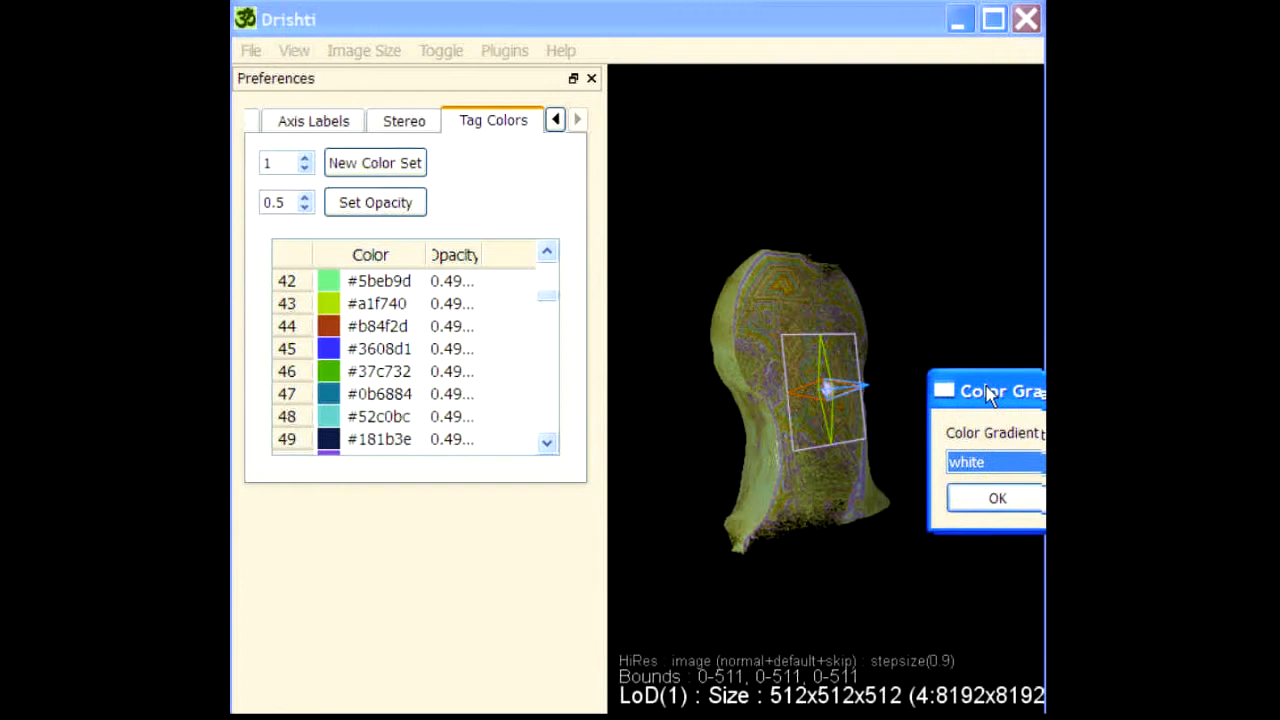 Drishti
File View Image Size Toggle Plugins Help
Preferences
Axis Labels Stereo Tag Colors
1 New Color Set
0.5 Set Opacity
Color Opacity
42 #5beb9d 0.49...
43 #a1f740 0.49...
44 #b84f2d 0.49...
45 #3608d1 0.49...
46 #37c732 0.49...
47 #0b6884 0.49...
48 #52c0bc 0.49...
49 #181b3e 0.49...
Color Gra
Color Gradient
white
OK
HiRes : image (normal+default+skip) : stepsize(0.9)
Bounds : 0-511, 0-511, 0-511
LoD(1) : Size : 512x512x512 (4:8192x8192